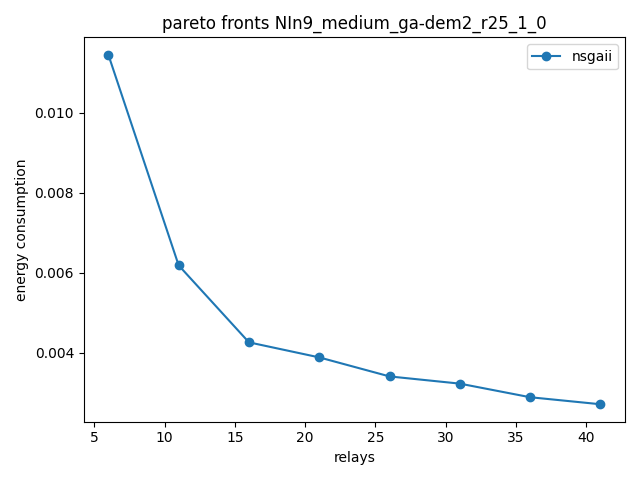 pareto fronts NIn9_medium_ga-dem2_r25_1_0
nsgaii
energy consumption
0.010
0.008
0.006
0.004
5 10 15 20 25 30 35 40
relays